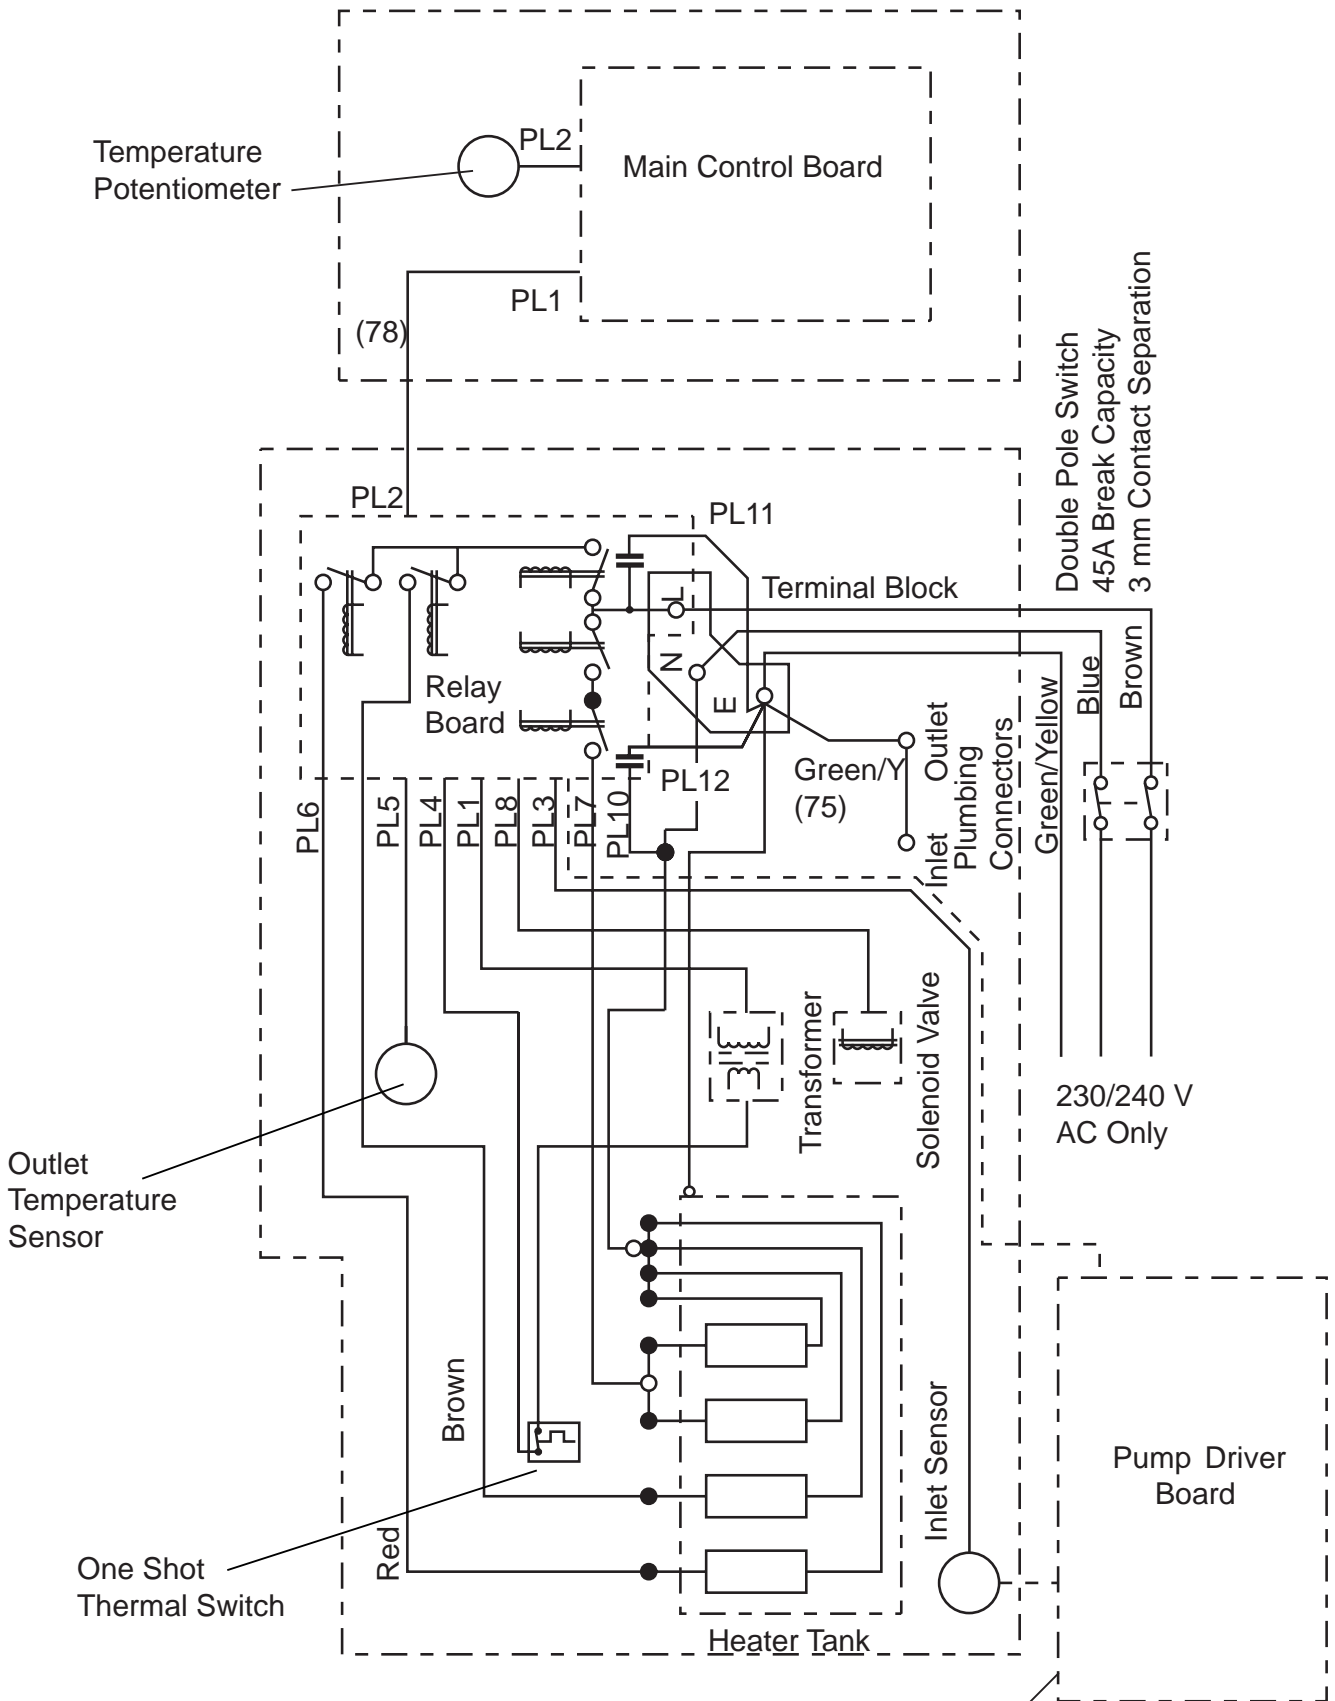 Temperature
Potentiometer
PL2
Main Control Board
PL1
(78)
Double Pole Switch
45A Break Capacity
3 mm Contact Separation
PL2
PL11
Terminal Block
L
N
E
Relay
Board
PL12
Green/Y
(75)
Outlet
Inlet
Plumbing
Connectors
Green/Yellow
Blue
Brown
PL6
PL5
PL4
PL1
PL8
PL3
PL7
PL10
Transformer
Solenoid Valve
230/240 V
AC Only
Outlet
Temperature
Sensor
Brown
Red
Inlet Sensor
Pump Driver
Board
One Shot
Thermal Switch
Heater Tank